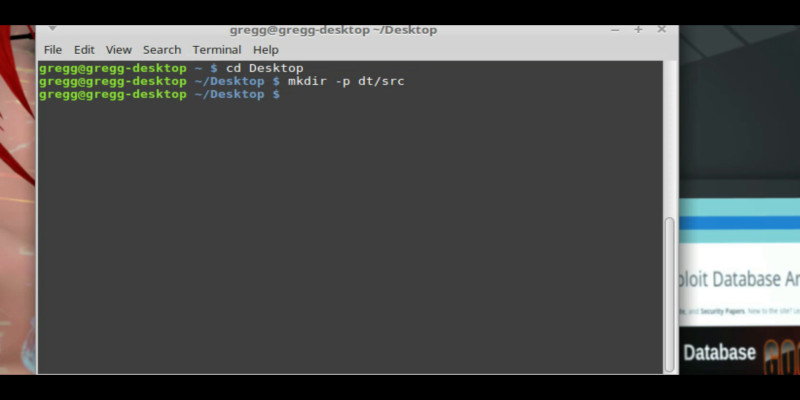 gregg@gregg-desktop ~/Desktop
File Edit View Search Terminal Help
gregg@gregg-desktop ~ $ cd Desktop
gregg@gregg-desktop ~/Desktop $ mkdir -p dt/src
gregg@gregg-desktop ~/Desktop $
ploit Database Ar
and Security Papers. New to the site?
Database